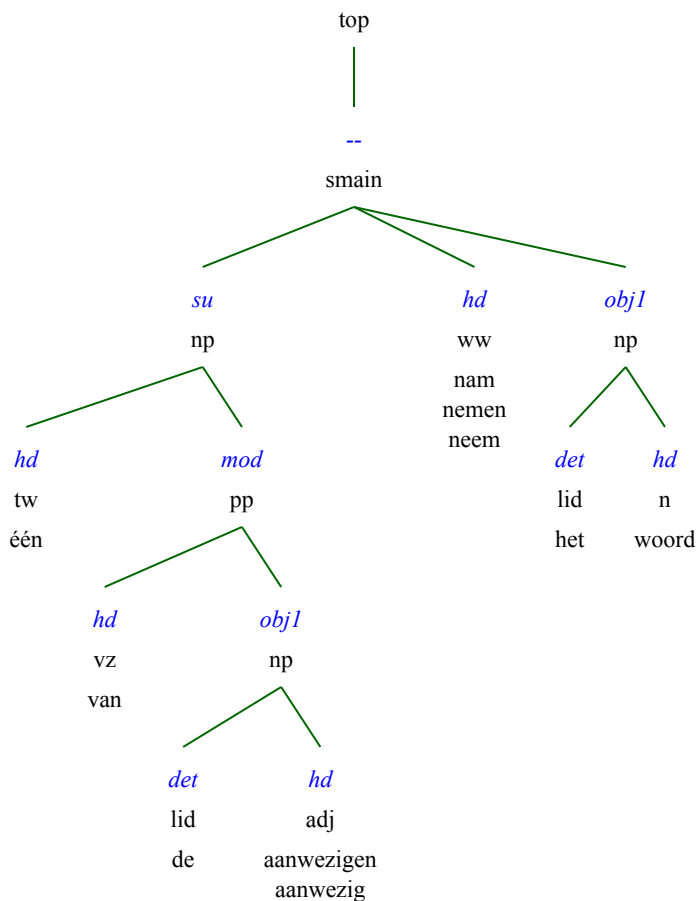 top
--
smain
su hd obj1
np ww np
nam
nemen
neem
hd mod det hd
tw pp lid n
één het woord
hd obj1
vz np
van
det hd
lid adj
de aanwezigen
aanwezig